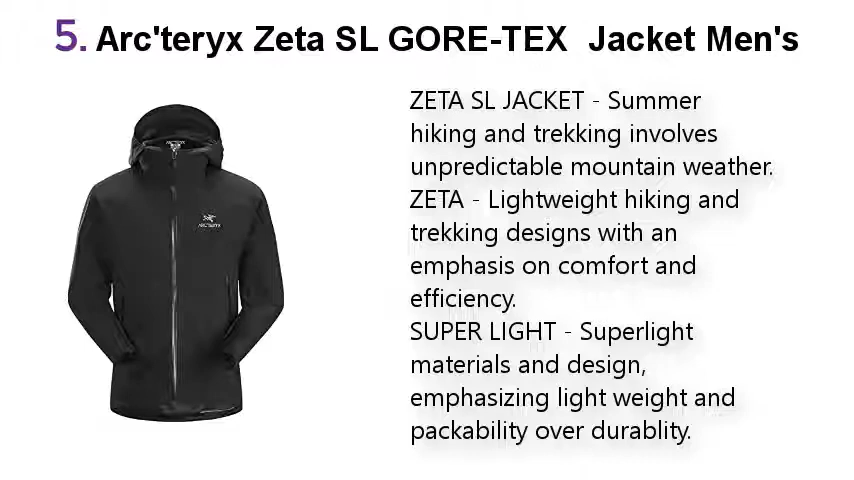 5. Arc'teryx Zeta SL GORE-TEX Jacket Men's
ZETA SL JACKET - Summer
hiking and trekking involves
unpredictable mountain weather.
ZETA - Lightweight hiking and
trekking designs with an
emphasis on comfort and
efficiency.
SUPER LIGHT - Superlight
materials and design,
emphasizing light weight and
packability over durablity.
ARC'TERYX